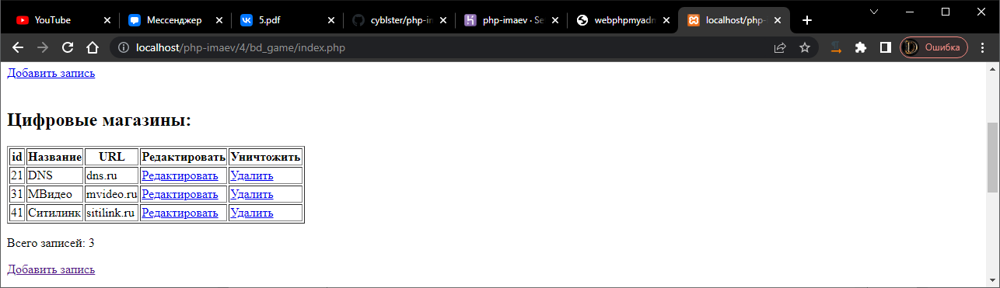 YouTube Мессенджер 5.pdf cyblster/php-im php-imaev · Se webphpmyadm localhost/php-
localhost/php-imaev/4/bd_game/index.php Ошибка
Добавить запись
Цифровые магазины:
id Название URL Редактировать Уничтожить
21 DNS dns.ru Редактировать Удалить
31 МВидео mvideo.ru Редактировать Удалить
41 Ситилинк sitilink.ru Редактировать Удалить
Всего записей: 3
Добавить запись